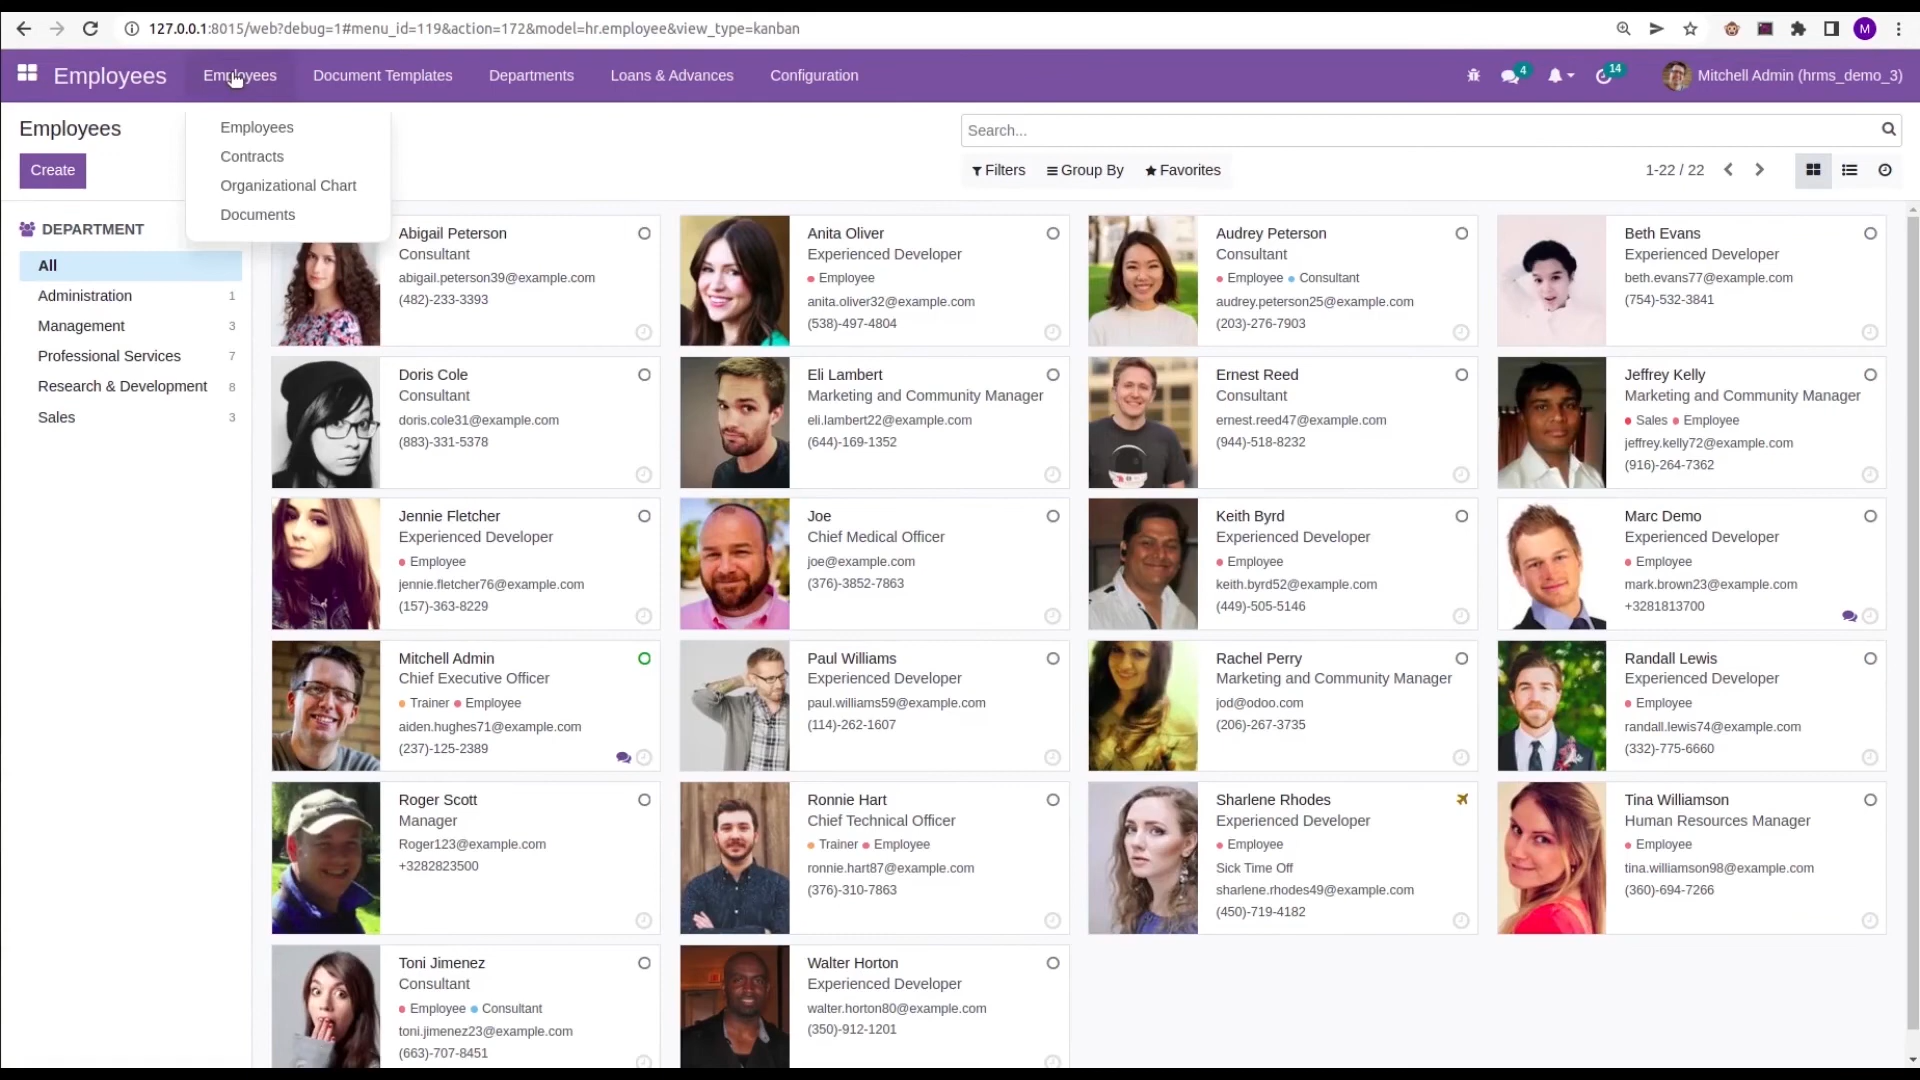 127.0.0.1:8015/web?debug=1#menu_id=119&action=172&model=hr.employee&view_type=kanban
M
Employees
Employees
Document Templates
Departments
Loans & Advances
Configuration
4
14
Mitchell Admin (hrms_demo_3)
Employees
Search...
Create
Filters
Group By
Favorites
1-22 / 22
Employees
Contracts
Organizational Chart
Documents
DEPARTMENT
All
Administration 1
Management 3
Professional Services 7
Research & Development 8
Sales 3
Abigail Peterson
Consultant
abigail.peterson39@example.com
(482)-233-3393
Anita Oliver
Experienced Developer
Employee
anita.oliver32@example.com
(538)-497-4804
Audrey Peterson
Consultant
Employee Consultant
audrey.peterson25@example.com
(203)-276-7903
Beth Evans
Experienced Developer
beth.evans77@example.com
(754)-532-3841
Doris Cole
Consultant
doris.cole31@example.com
(883)-331-5378
Eli Lambert
Marketing and Community Manager
eli.lambert22@example.com
(644)-169-1352
Ernest Reed
Consultant
ernest.reed47@example.com
(944)-518-8232
Jeffrey Kelly
Marketing and Community Manager
Sales Employee
jeffrey.kelly72@example.com
(916)-264-7362
Jennie Fletcher
Experienced Developer
Employee
jennie.fletcher76@example.com
(157)-363-8229
Joe
Chief Medical Officer
joe@example.com
(376)-3852-7863
Keith Byrd
Experienced Developer
Employee
keith.byrd52@example.com
(449)-505-5146
Marc Demo
Experienced Developer
Employee
mark.brown23@example.com
+3281813700
Mitchell Admin
Chief Executive Officer
Trainer Employee
aiden.hughes71@example.com
(237)-125-2389
Paul Williams
Experienced Developer
paul.williams59@example.com
(114)-262-1607
Rachel Perry
Marketing and Community Manager
jod@odoo.com
(206)-267-3735
Randall Lewis
Experienced Developer
Employee
randall.lewis74@example.com
(332)-775-6660
Roger Scott
Manager
Roger123@example.com
+3282823500
Ronnie Hart
Chief Technical Officer
Trainer Employee
ronnie.hart87@example.com
(376)-310-7863
Sharlene Rhodes
Experienced Developer
Employee
Sick Time Off
sharlene.rhodes49@example.com
(450)-719-4182
Tina Williamson
Human Resources Manager
Employee
tina.williamson98@example.com
(360)-694-7266
Toni Jimenez
Consultant
Employee Consultant
toni.jimenez23@example.com
(663)-707-8451
Walter Horton
Experienced Developer
walter.horton80@example.com
(350)-912-1201